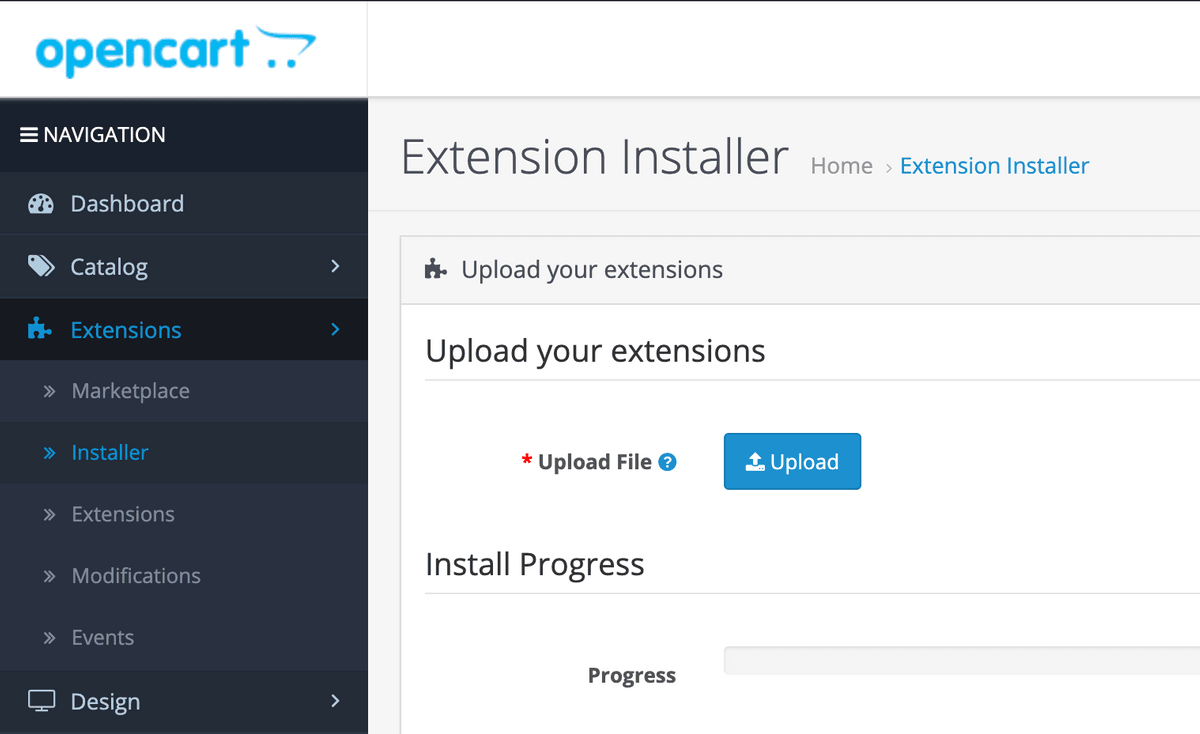 opencart
NAVIGATION
Dashboard
Catalog
Extensions
Marketplace
Installer
Extensions
Modifications
Events
Design
Extension Installer
Home › Extension Installer
Upload your extensions
Upload your extensions
* Upload File ? Upload
Install Progress
Progress